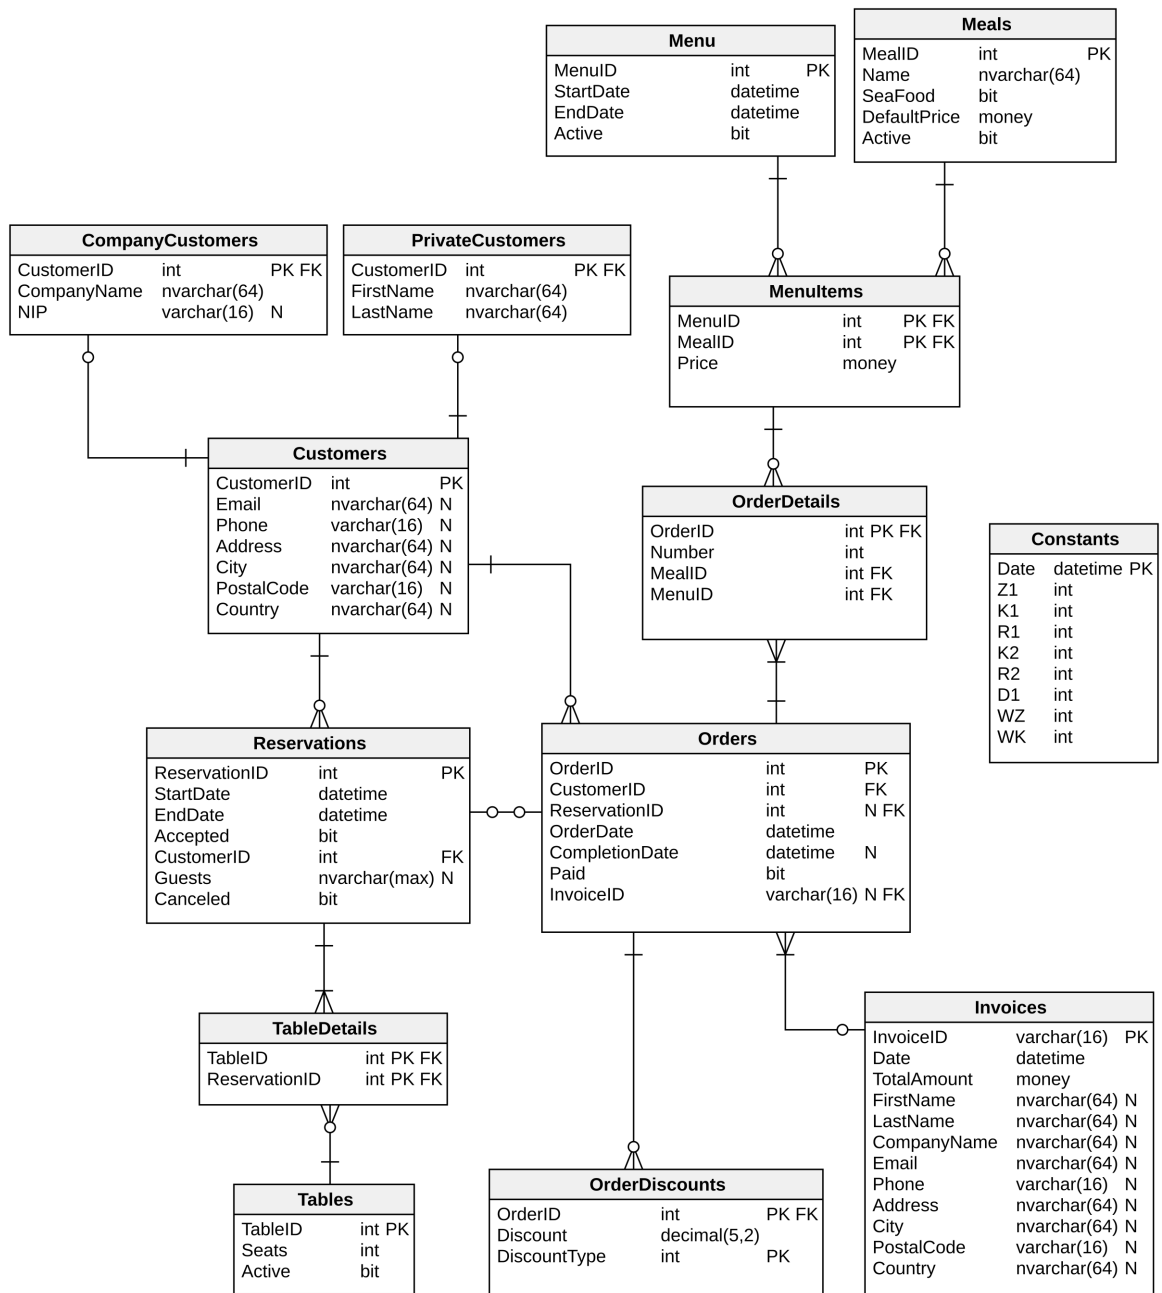 Menu
MenuID int PK
StartDate datetime
EndDate datetime
Active bit
Meals
MealID int PK
Name nvarchar(64)
SeaFood bit
DefaultPrice money
Active bit
CompanyCustomers
CustomerID int PK FK
CompanyName nvarchar(64)
NIP varchar(16) N
PrivateCustomers
CustomerID int PK FK
FirstName nvarchar(64)
LastName nvarchar(64)
MenuItems
MenuID int PK FK
MealID int PK FK
Price money
Customers
CustomerID int PK
Email nvarchar(64) N
Phone varchar(16) N
Address nvarchar(64) N
City nvarchar(64) N
PostalCode varchar(16) N
Country nvarchar(64) N
OrderDetails
OrderID int PK FK
Number int
MealID int FK
MenuID int FK
Constants
Date datetime PK
Z1 int
K1 int
R1 int
K2 int
R2 int
D1 int
WZ int
WK int
Reservations
ReservationID int PK
StartDate datetime
EndDate datetime
Accepted bit
CustomerID int FK
Guests nvarchar(max) N
Canceled bit
Orders
OrderID int PK
CustomerID int FK
ReservationID int N FK
OrderDate datetime
CompletionDate datetime N
Paid bit
InvoiceID varchar(16) N FK
TableDetails
TableID int PK FK
ReservationID int PK FK
Invoices
InvoiceID varchar(16) PK
Date datetime
TotalAmount money
FirstName nvarchar(64) N
LastName nvarchar(64) N
CompanyName nvarchar(64) N
Email nvarchar(64) N
Phone varchar(16) N
Address nvarchar(64) N
City nvarchar(64) N
PostalCode varchar(16) N
Country nvarchar(64) N
Tables
TableID int PK
Seats int
Active bit
OrderDiscounts
OrderID int PK FK
Discount decimal(5,2)
DiscountType int PK